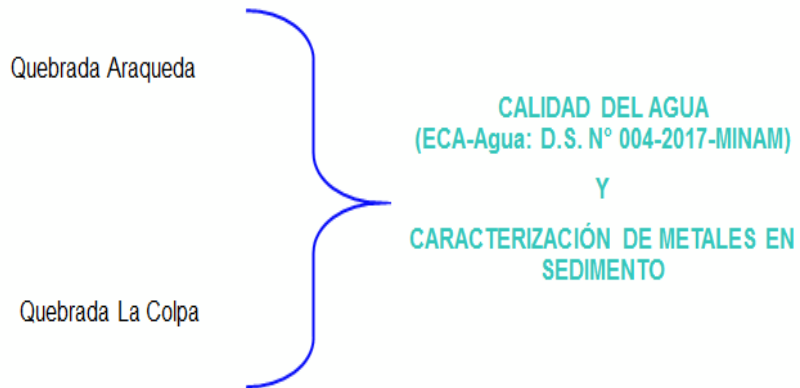 Quebrada Araqueda
CALIDAD DEL AGUA
(ECA-Agua: D.S. N° 004-2017-MINAM)
Y
CARACTERIZACIÓN DE METALES EN
SEDIMENTO
Quebrada La Colpa